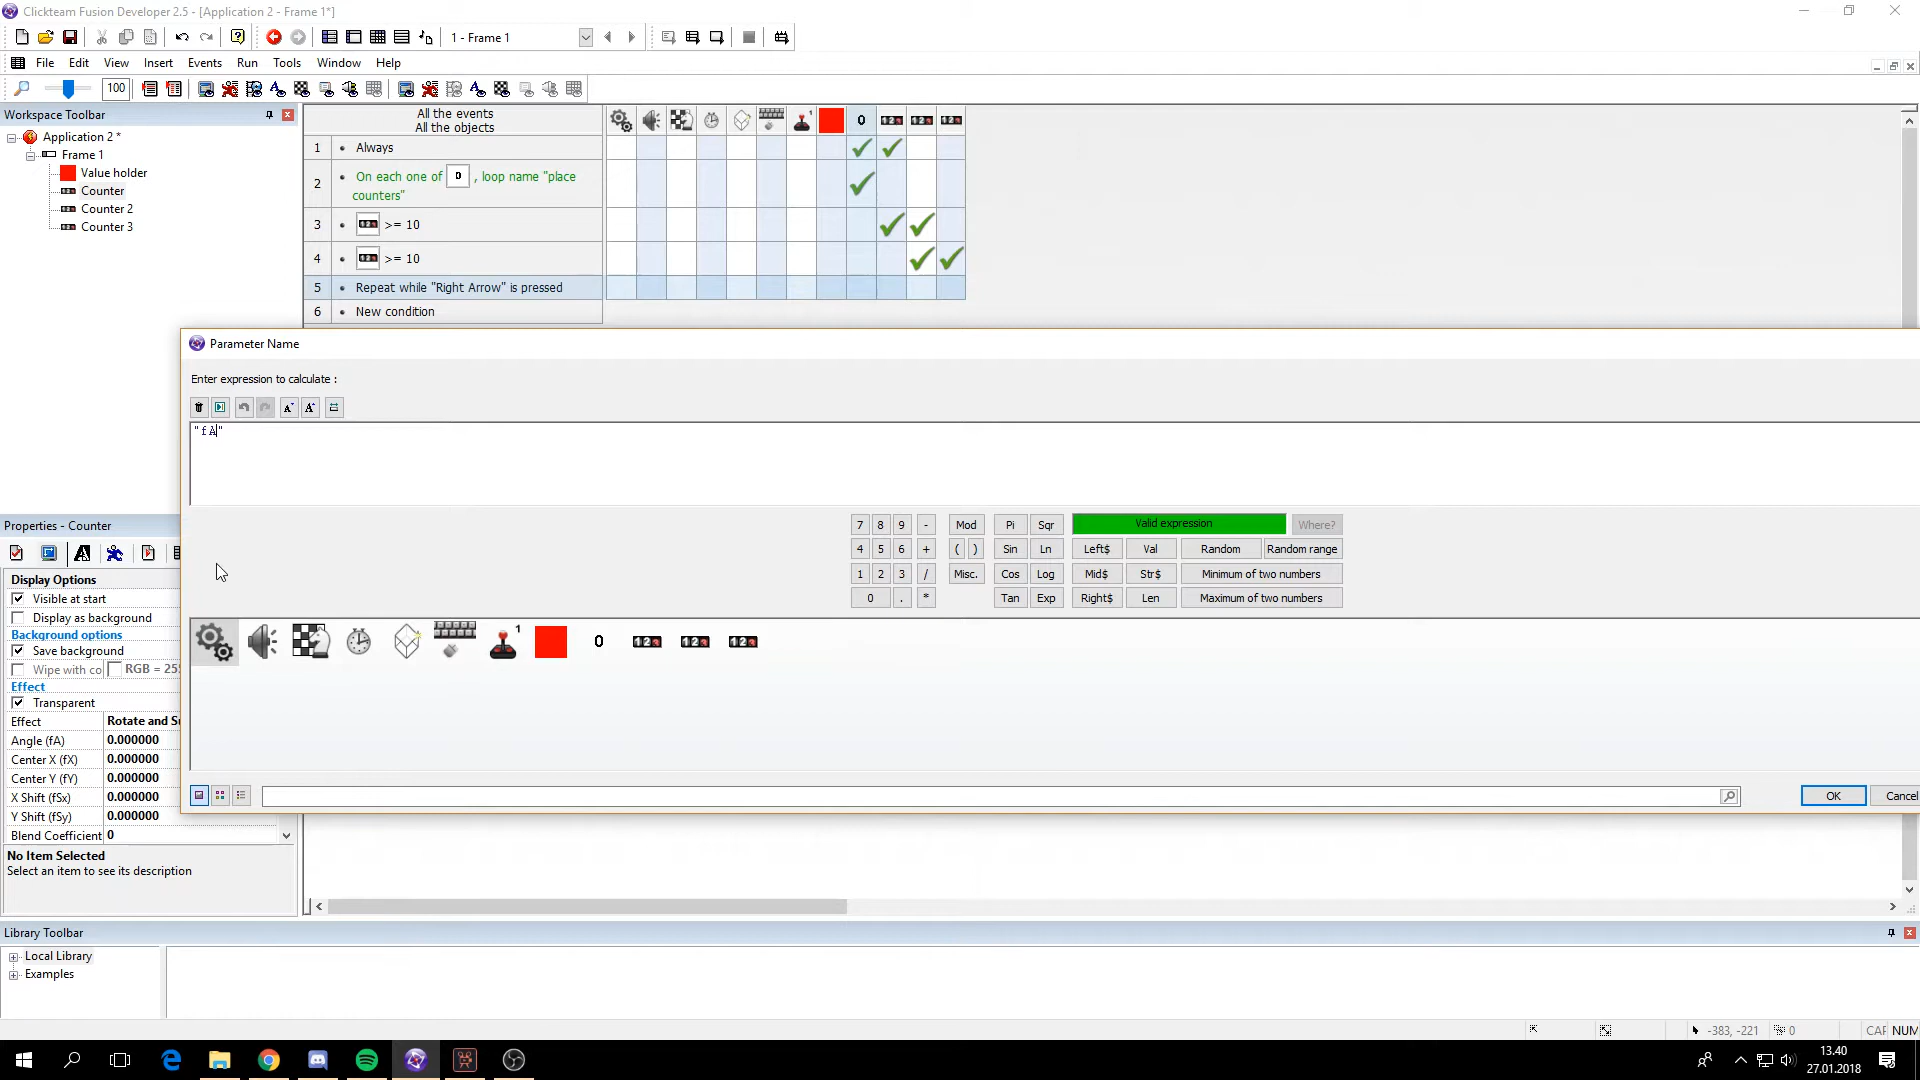 Clickteam Fusion Developer 2.5 - [Application 2 - Frame 1*]
1 - Frame 1
File Edit View Insert Events Run Tools Window Help
100
Workspace Toolbar
Application 2 *
Frame 1
Value holder
Counter
Counter 2
Counter 3
All the events
All the objects
0
1 • Always
2 • On each one of 0 , loop name "place
counters"
3 • >= 10
4 • >= 10
5 • Repeat while "Right Arrow" is pressed
6 • New condition
Parameter Name
Enter expression to calculate :
"fA"
7 8 9 - Mod Pi Sqr Valid expression Where?
4 5 6 + ( ) Sin Ln Left$ Val Random Random range
1 2 3 / Misc. Cos Log Mid$ Str$ Minimum of two numbers
0 . * Tan Exp Right$ Len Maximum of two numbers
1 0
OK Cancel
Properties - Counter
Display Options
Visible at start
Display as background
Background options
Save background
Wipe with co RGB = 25
Effect
Transparent
Effect Rotate and S
Angle (fA) 0.000000
Center X (fX) 0.000000
Center Y (fY) 0.000000
X Shift (fSx) 0.000000
Y Shift (fSy) 0.000000
Blend Coefficient 0
No Item Selected
Select an item to see its description
Library Toolbar
Local Library
Examples
-383, -221 0 CAP NUM
13.40
27.01.2018